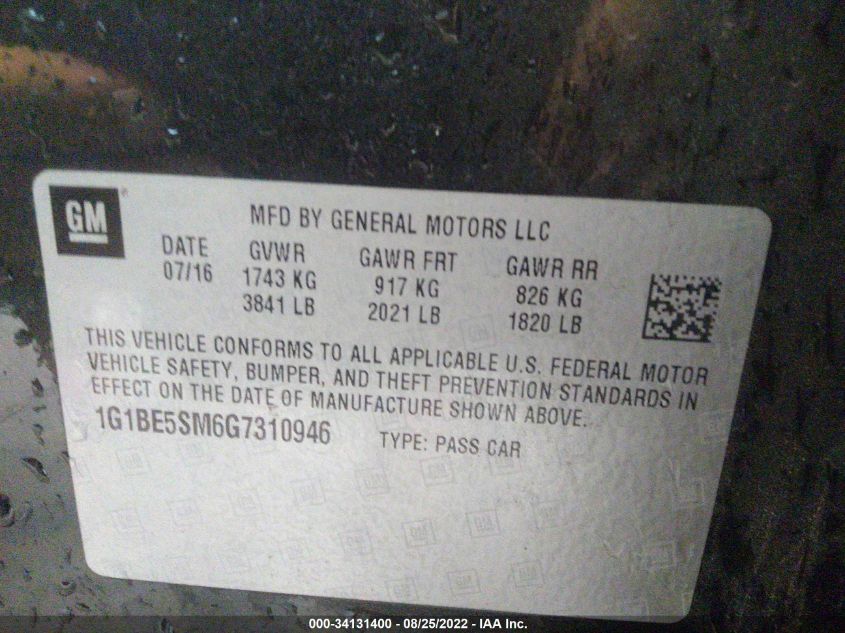 GM®
MFD BY GENERAL MOTORS LLC
DATE GVWR GAWR FRT GAWR RR
07/16 1743 KG 917 KG 826 KG
3841 LB 2021 LB 1820 LB
THIS VEHICLE CONFORMS TO ALL APPLICABLE U.S. FEDERAL MOTOR
VEHICLE SAFETY, BUMPER, AND THEFT PREVENTION STANDARDS IN
EFFECT ON THE DATE OF MANUFACTURE SHOWN ABOVE.
1G1BE5SM6G7310946 TYPE: PASS CAR
000-34131400 - 08/25/2022 - IAA Inc.